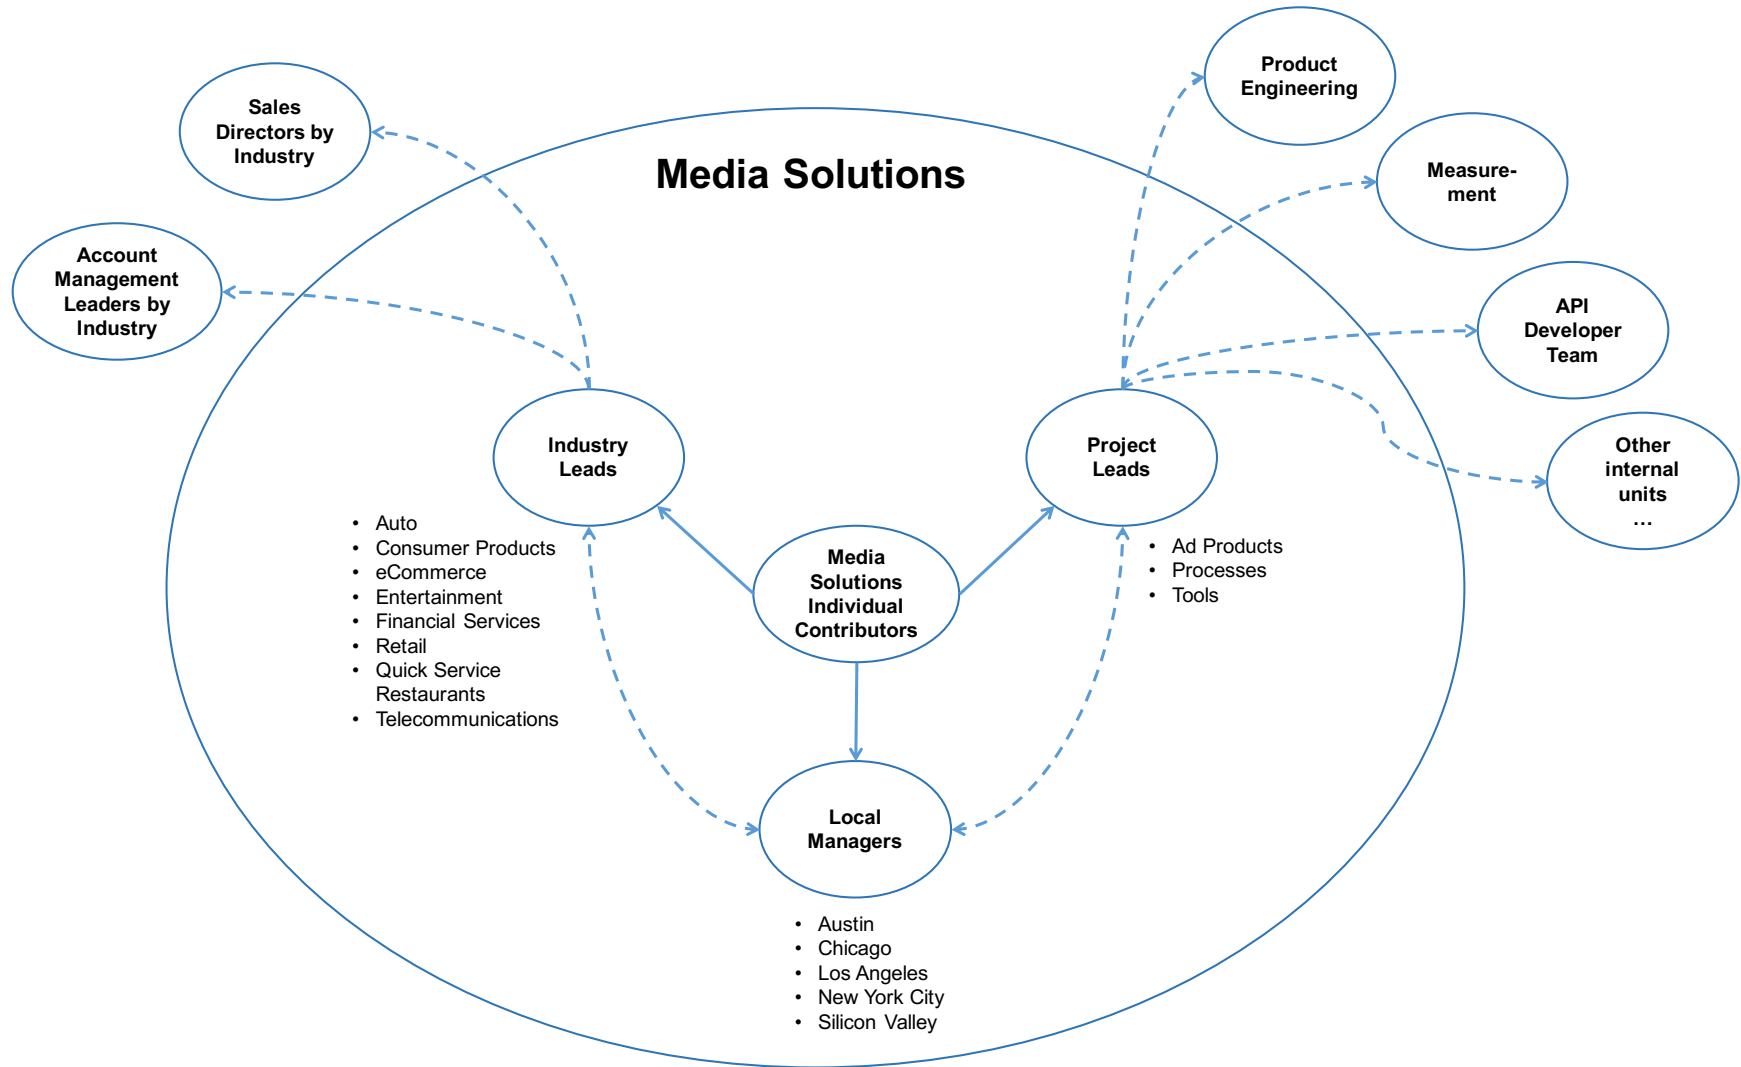 Media Solutions
Sales
Directors by
Industry
Account
Management
Leaders by
Industry
Product
Engineering
Measure-
ment
API
Developer
Team
Other
internal
units
...
Industry
Leads
• Auto
• Consumer Products
• eCommerce
• Entertainment
• Financial Services
• Retail
• Quick Service
Restaurants
• Telecommunications
Project
Leads
• Ad Products
• Processes
• Tools
Media
Solutions
Individual
Contributors
Local
Managers
• Austin
• Chicago
• Los Angeles
• New York City
• Silicon Valley